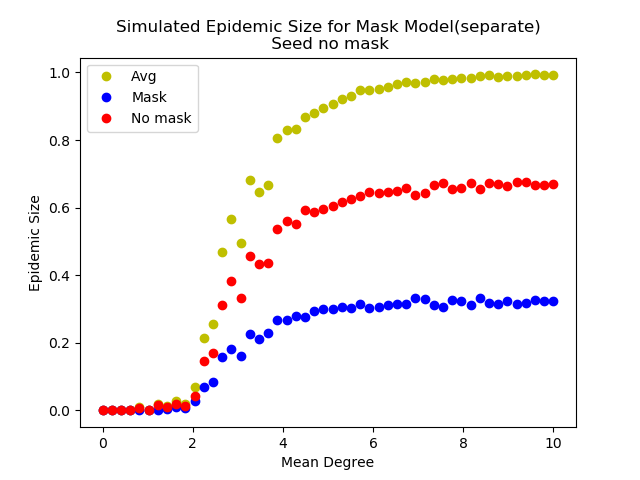 Simulated Epidemic Size for Mask Model(separate)
Seed no mask
Avg
Mask
No mask
Epidemic Size
1.0
0.8
0.6
0.4
0.2
0.0
0 2 4 6 8 10
Mean Degree